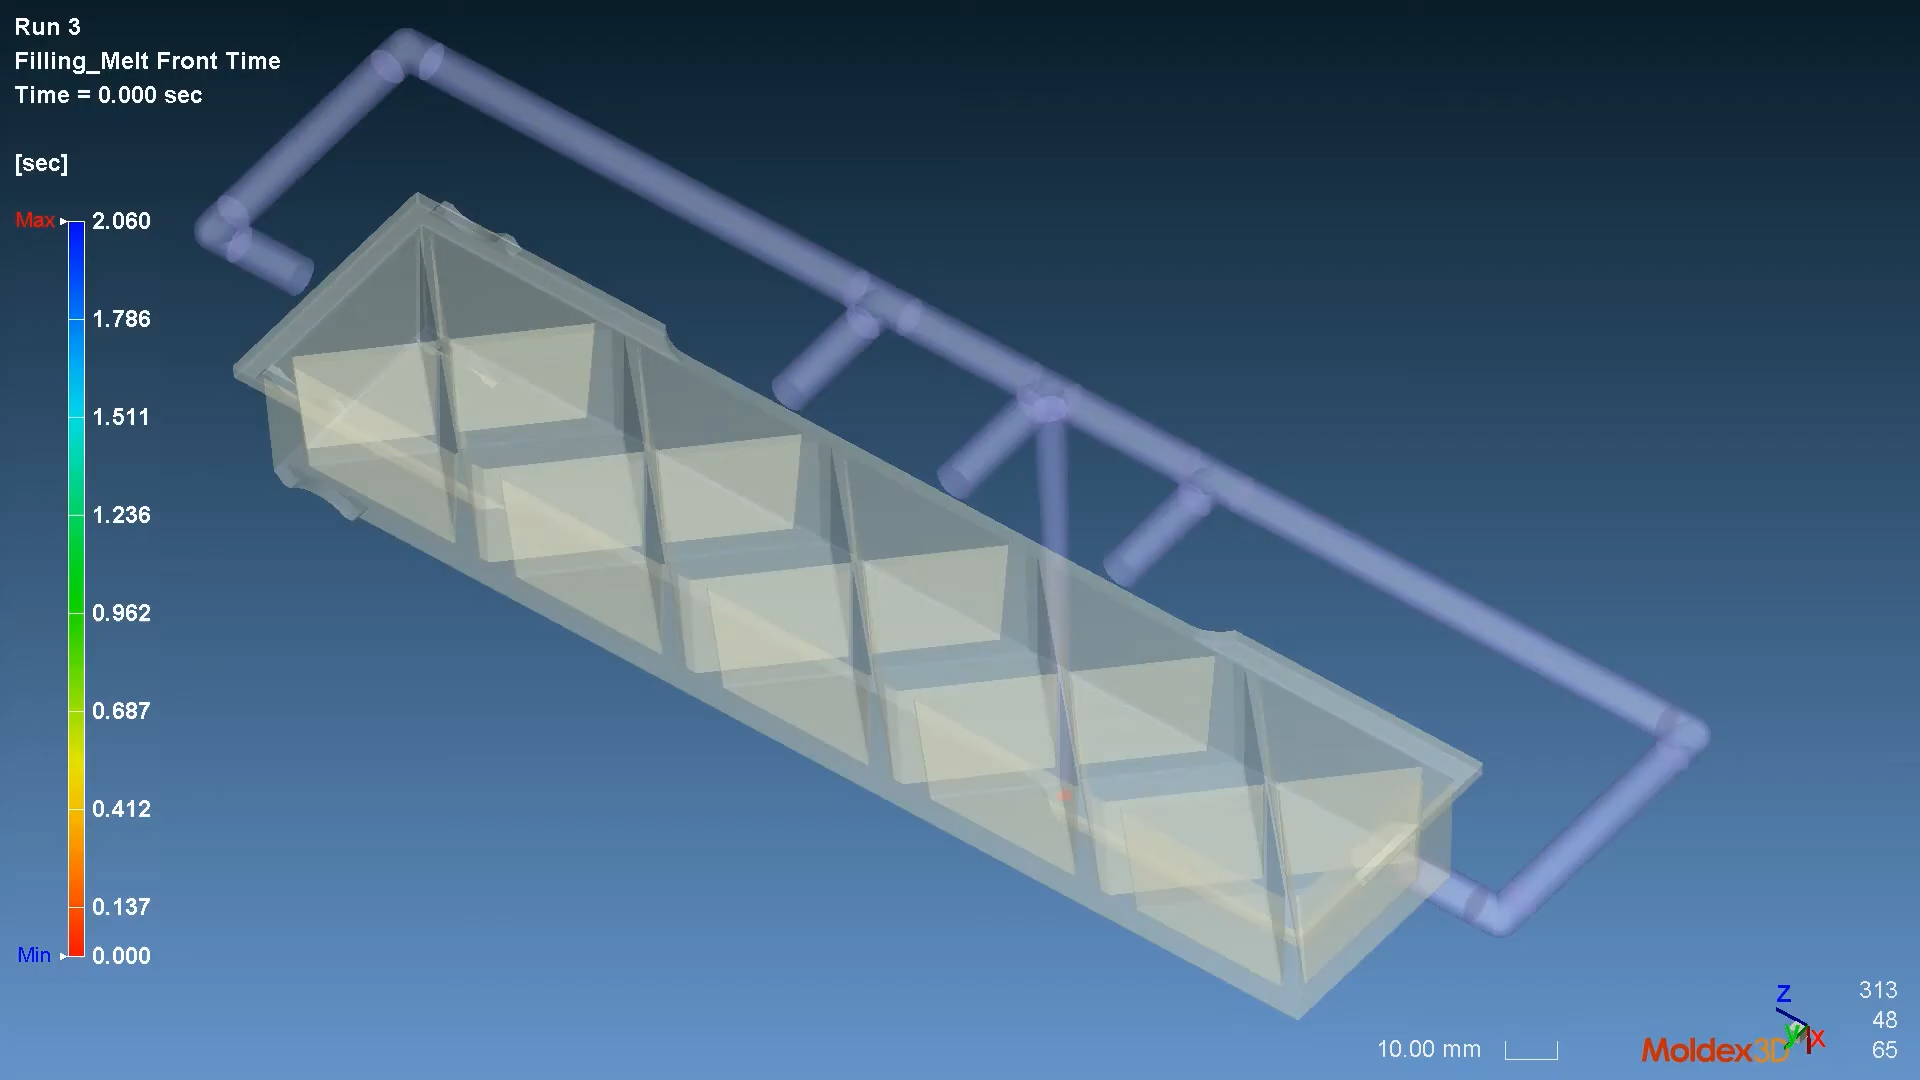 Run 3
Filling_Melt Front Time
Time = 0.000 sec
[sec]
Max 2.060
1.786
1.511
1.236
0.962
0.687
0.412
0.137
Min 0.000
10.00 mm
Moldex3D
Z
y
X
313
48
65